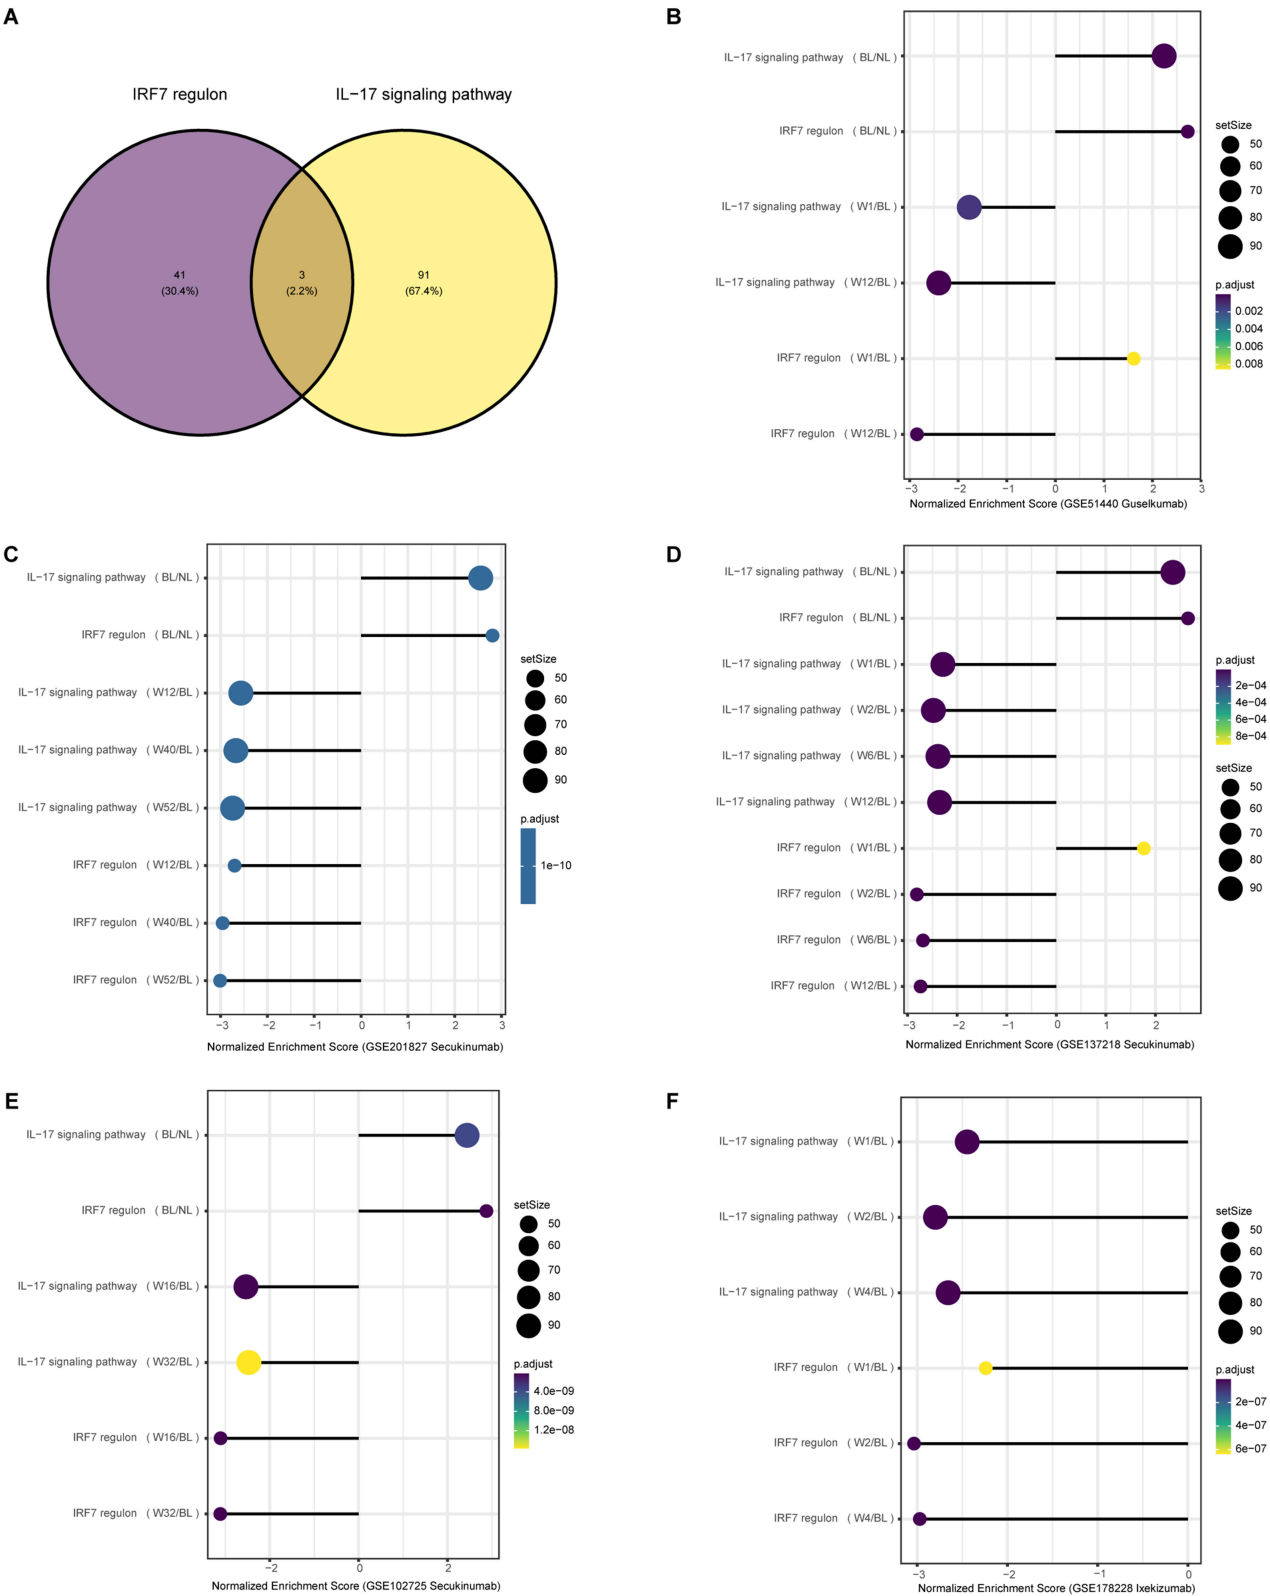 A
IRF7 regulon
IL−17 signaling pathway
41
(30.4%)
3
(2.2%)
91
(67.4%)
B
IL−17 signaling pathway ( BL/NL )
IRF7 regulon ( BL/NL )
IL−17 signaling pathway ( W1/BL )
IL−17 signaling pathway ( W12/BL )
IRF7 regulon ( W1/BL )
IRF7 regulon ( W12/BL )
−3 −2 −1 0 1 2 3
Normalized Enrichment Score (GSE51440 Guselkumab)
setSize
50
60
70
80
90
p.adjust
0.002
0.004
0.006
0.008
C
IL−17 signaling pathway ( BL/NL )
IRF7 regulon ( BL/NL )
IL−17 signaling pathway ( W12/BL )
IL−17 signaling pathway ( W40/BL )
IL−17 signaling pathway ( W52/BL )
IRF7 regulon ( W12/BL )
IRF7 regulon ( W40/BL )
IRF7 regulon ( W52/BL )
−3 −2 −1 0 1 2 3
Normalized Enrichment Score (GSE201827 Secukinumab)
setSize
50
60
70
80
90
p.adjust
1e−10
D
IL−17 signaling pathway ( BL/NL )
IRF7 regulon ( BL/NL )
IL−17 signaling pathway ( W1/BL )
IL−17 signaling pathway ( W2/BL )
IL−17 signaling pathway ( W6/BL )
IL−17 signaling pathway ( W12/BL )
IRF7 regulon ( W1/BL )
IRF7 regulon ( W2/BL )
IRF7 regulon ( W6/BL )
IRF7 regulon ( W12/BL )
−3 −2 −1 0 1 2
Normalized Enrichment Score (GSE137218 Secukinumab)
p.adjust
2e−04
4e−04
6e−04
8e−04
setSize
50
60
70
80
90
E
IL−17 signaling pathway ( BL/NL )
IRF7 regulon ( BL/NL )
IL−17 signaling pathway ( W16/BL )
IL−17 signaling pathway ( W32/BL )
IRF7 regulon ( W16/BL )
IRF7 regulon ( W32/BL )
−2 0 2
Normalized Enrichment Score (GSE102725 Secukinumab)
setSize
50
60
70
80
90
p.adjust
4.0e−09
8.0e−09
1.2e−08
F
IL−17 signaling pathway ( W1/BL )
IL−17 signaling pathway ( W2/BL )
IL−17 signaling pathway ( W4/BL )
IRF7 regulon ( W1/BL )
IRF7 regulon ( W2/BL )
IRF7 regulon ( W4/BL )
−3 −2 −1 0
Normalized Enrichment Score (GSE178228 Ixekizumab)
setSize
50
60
70
80
90
p.adjust
2e−07
4e−07
6e−07